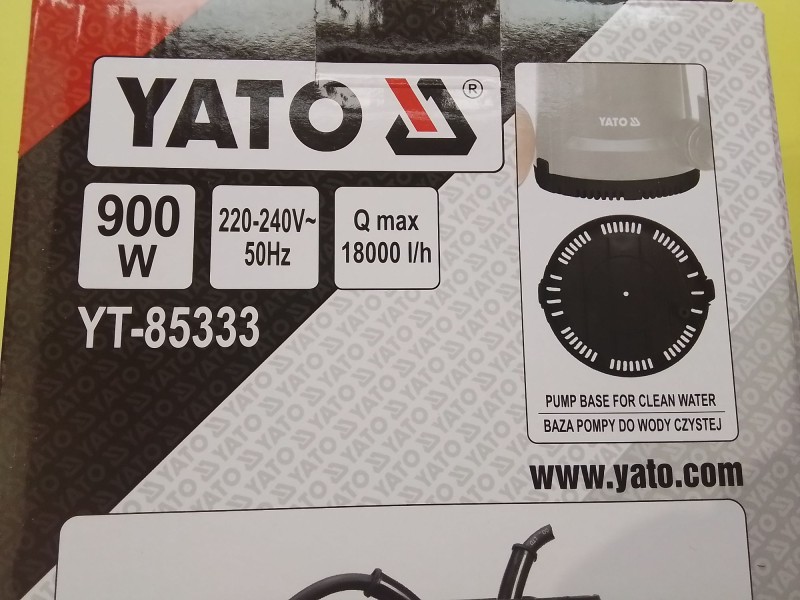 YATO ®
YATO
900
W
220-240V~
50Hz
Q max
18000 l/h
YT-85333
PUMP BASE FOR CLEAN WATER
BAZA POMPY DO WODY CZYSTEJ
www.yato.com